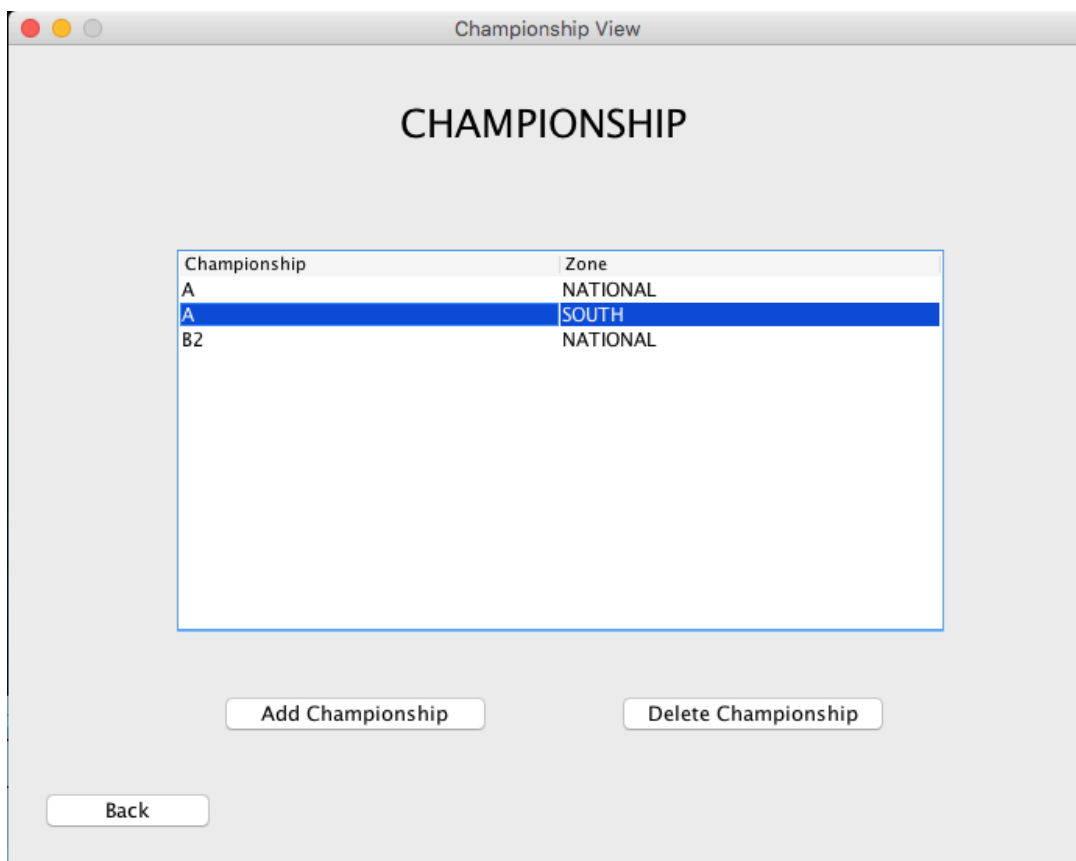 Championship View
CHAMPIONSHIP
Championship Zone
A NATIONAL
A SOUTH
B2 NATIONAL
Add Championship Delete Championship
Back